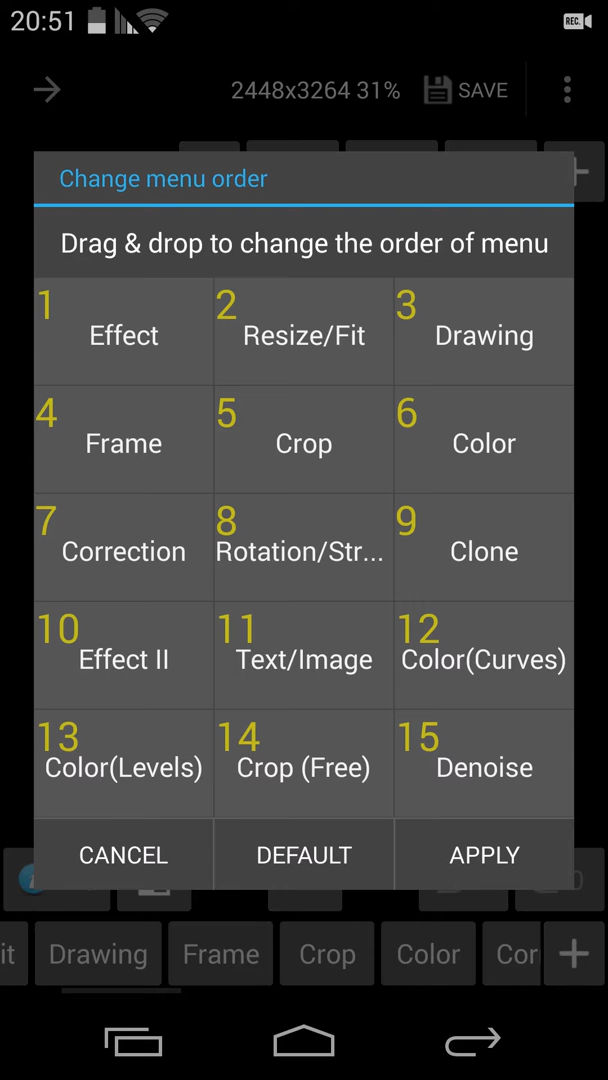 20:51
REC.
2448x3264 31%
SAVE
Change menu order
Drag & drop to change the order of menu
1
Effect
2
Resize/Fit
3
Drawing
4
Frame
5
Crop
6
Color
7
Correction
8
Rotation/Str...
9
Clone
10
Effect II
11
Text/Image
12
Color(Curves)
13
Color(Levels)
14
Crop (Free)
15
Denoise
CANCEL
DEFAULT
APPLY
0
it
Drawing
Frame
Crop
Color
Cor